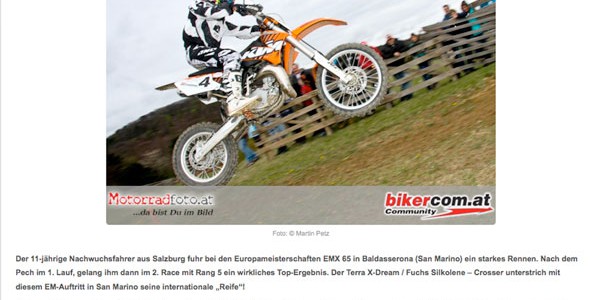 KTM
4
Motorradfoto.at
...da bist Du im Bild
bikercom.at
Community
Foto: © Martin Pelz
Der 11-jährige Nachwuchsfahrer aus Salzburg fuhr bei den Europameisterschaften EMX 65 in Baldasserona (San Marino) ein starkes Rennen. Nach dem
Pech im 1. Lauf, gelang ihm dann im 2. Race mit Rang 5 ein wirkliches Top-Ergebnis. Der Terra X-Dream / Fuchs Silkolene – Crosser unterstrich mit
diesem EM-Auftritt in San Marino seine internationale „Reife“!